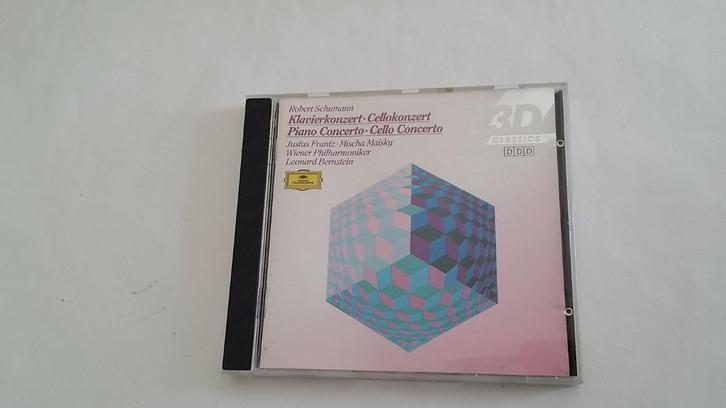 Robert Schumann
Klavierkonzert · Cellokonzert
Piano Concerto · Cello Concerto
Justus Frantz · Mischa Maisky
Wiener Philharmoniker
Leonard Bernstein
3D
CLASSICS
DDD